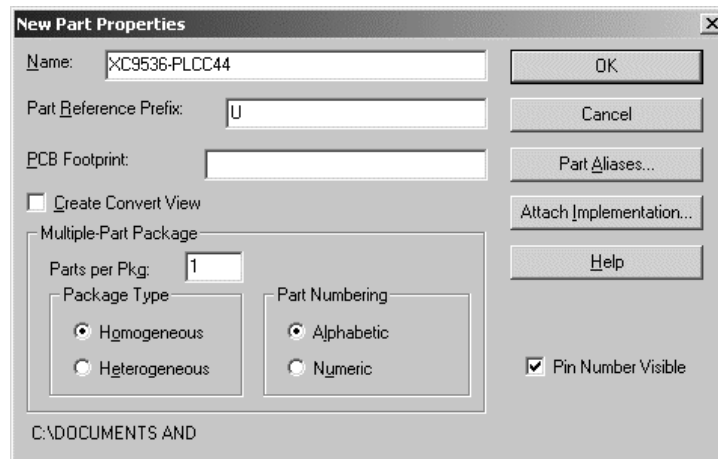 New Part Properties
Name: XC9536-PLCC44
OK
Part Reference Prefix: U
Cancel
PCB Footprint:
Part Aliases...
Create Convert View
Attach Implementation...
Multiple-Part Package
Parts per Pkg: 1
Help
Package Type
Part Numbering
Homogeneous
Alphabetic
Heterogeneous
Numeric
Pin Number Visible
C:\DOCUMENTS AND